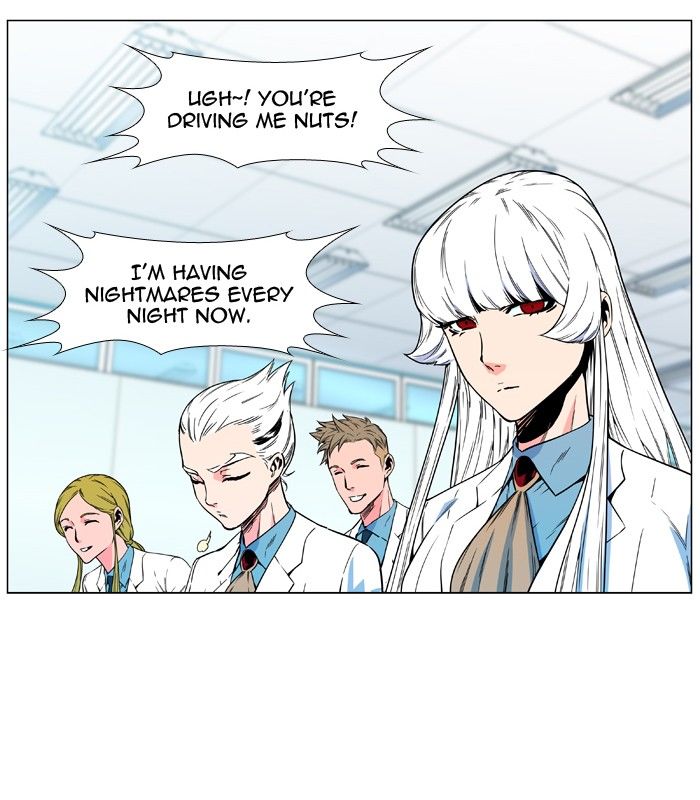 UGH~! YOU'RE
DRIVING ME NUTS!
I'M HAVING
NIGHTMARES EVERY
NIGHT NOW.